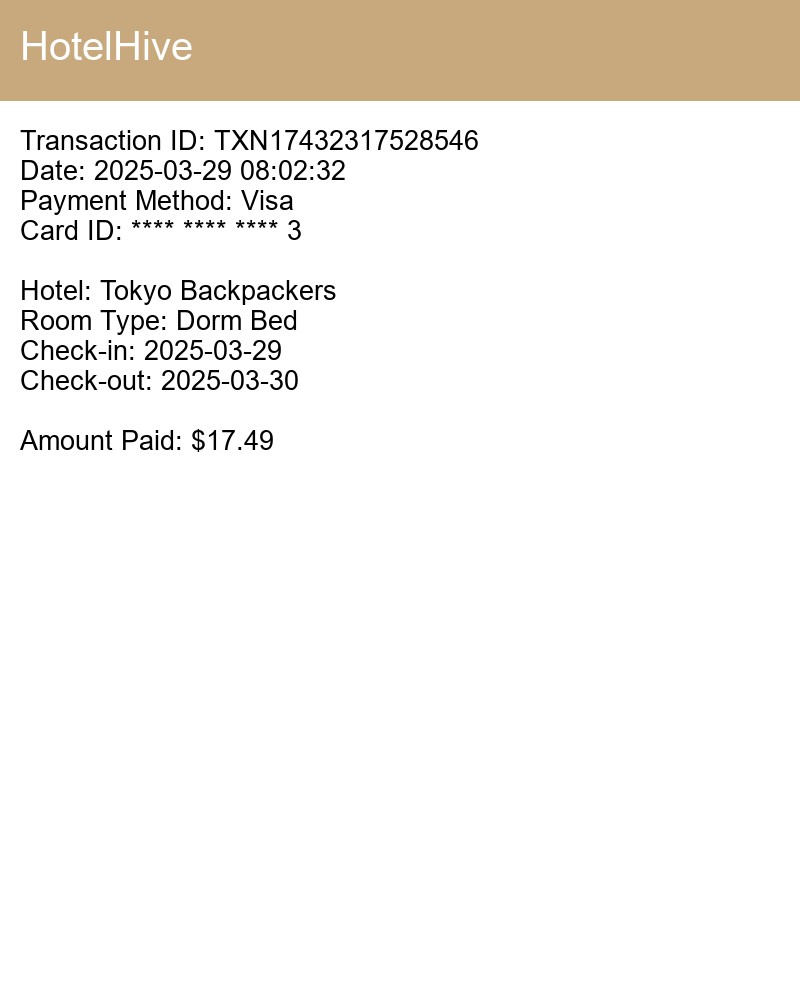 HotelHive
Transaction ID: TXN17432317528546
Date: 2025-03-29 08:02:32
Payment Method: Visa
Card ID: **** **** **** 3
Hotel: Tokyo Backpackers
Room Type: Dorm Bed
Check-in: 2025-03-29
Check-out: 2025-03-30
Amount Paid: $17.49